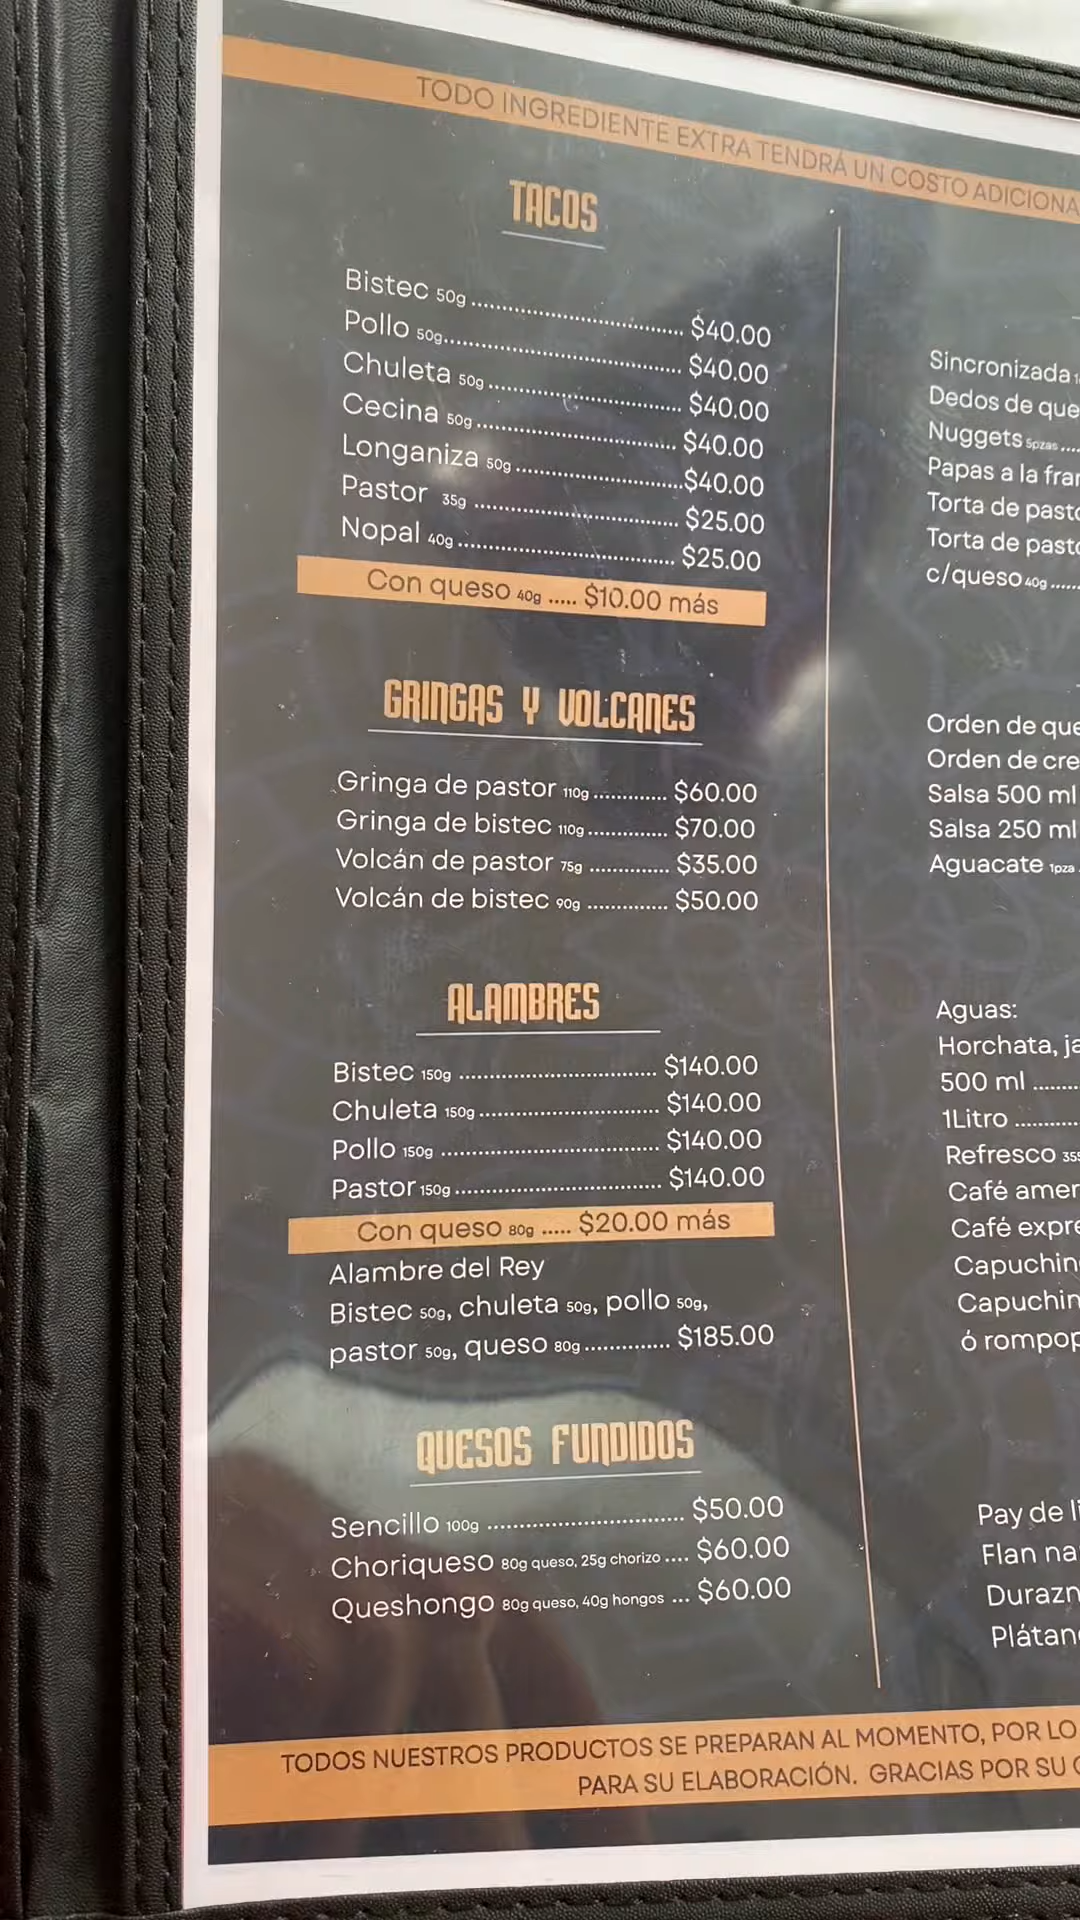 TODO INGREDIENTE EXTRA TENDRÁ UN COSTO
TACOS
Bistec 50g ........ $40.00
Pollo 50g ........ $40.00
Chuleta 50g ........ $40.00
Cecina 50g ........ $40.00
Longaniza 50g ........ $40.00
Pastor 35g ........ $25.00
Nopal 40g ........ $25.00
Con queso 40g ..... $10.00 más
GRINGAS Y VOLCANES
Gringa de pastor 110g ........ $60.00
Gringa de bistec 110g ........ $70.00
Volcán de pastor 75g ........ $35.00
Volcán de bistec 90g ........ $50.00
ALAMBRES
Bistec 150g ........ $140.00
Chuleta 150g ........ $140.00
Pollo 150g ........ $140.00
Pastor 150g ........ $140.00
Con queso 80g ..... $20.00 más
Alambre del Rey
Bistec 50g, chuleta 50g, pollo 50g,
pastor 50g, queso 80g ........ $185.00
QUESOS FUNDIDOS
Sencillo 100g ........ $50.00
Choriqueso 80g queso, 25g chorizo .... $60.00
Queshongo 80g queso, 40g hongos ... $60.00
Sincronizada
Dedos de
Nuggets 5pzas ....
Papas a la
Torta de
Torta de
c/queso 40g ......
Orden de
Orden de
Salsa 500 ml
Salsa 250 ml
Aguacate 1pza
Aguas:
Horchata,
500 ml ......
1Litro ........
Refresco
Café
Café
ó
Pay de
Flan
TODOS NUESTROS PRODUCTOS SE PREPARAN AL MOMENTO, POR LO
PARA SU ELABORACIÓN. GRACIAS POR SU